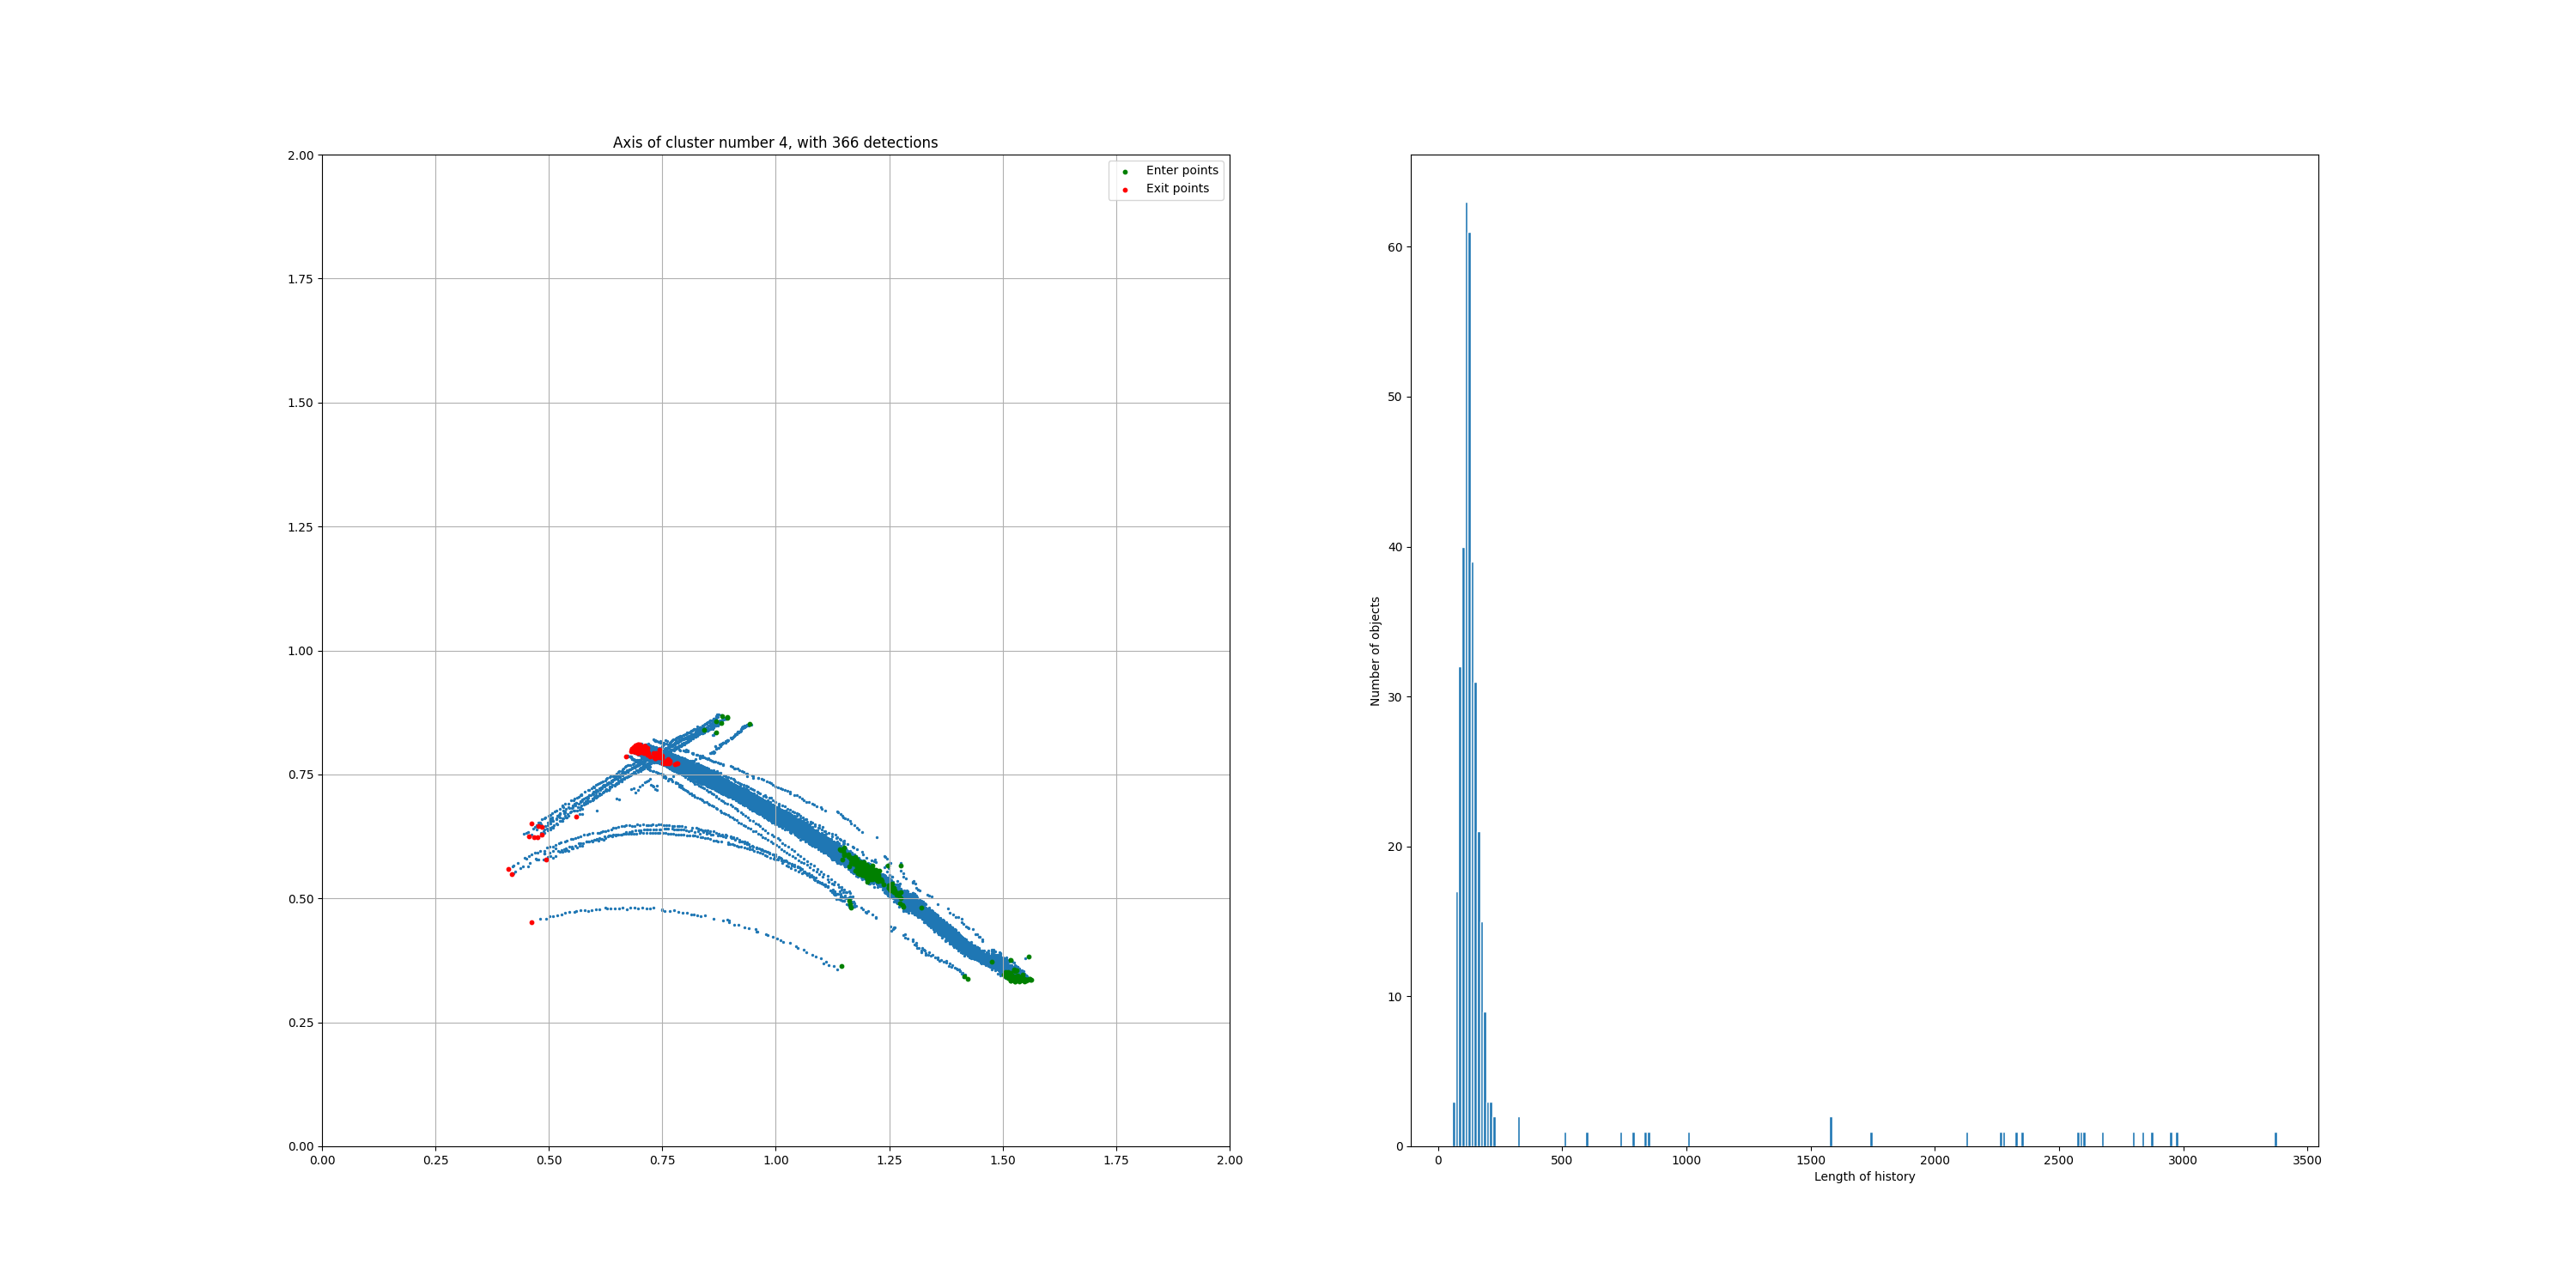 Axis of cluster number 4, with 366 detections
Enter points
Exit points
2.00
1.75
1.50
1.25
1.00
0.75
0.50
0.25
0.00
0.00 0.25 0.50 0.75 1.00 1.25 1.50 1.75 2.00
Number of objects
60
50
40
30
20
10
0
0 500 1000 1500 2000 2500 3000 3500
Length of history